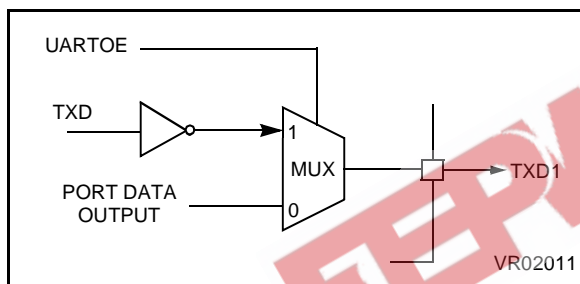 UARTOE
TXD
1
MUX
TXD1
PORT DATA
OUTPUT
0
VR02011